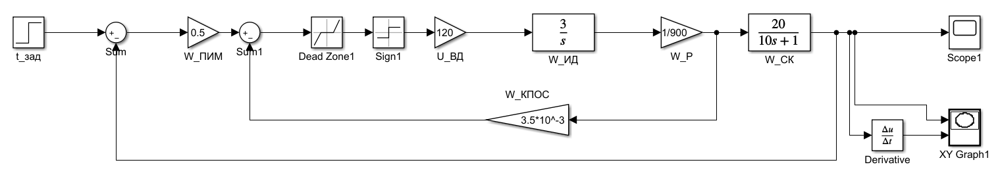 t_зад
+
−
Sum
0.5
W_ПИМ
+
−
Sum1
Dead Zone1
Sign1
120
U_ВД
3
s
W_ИД
1/900
W_Р
20
10s + 1
W_СК
Scope1
W_КПОС
3.5*10^-3
Δu
Δt
Derivative
XY Graph1